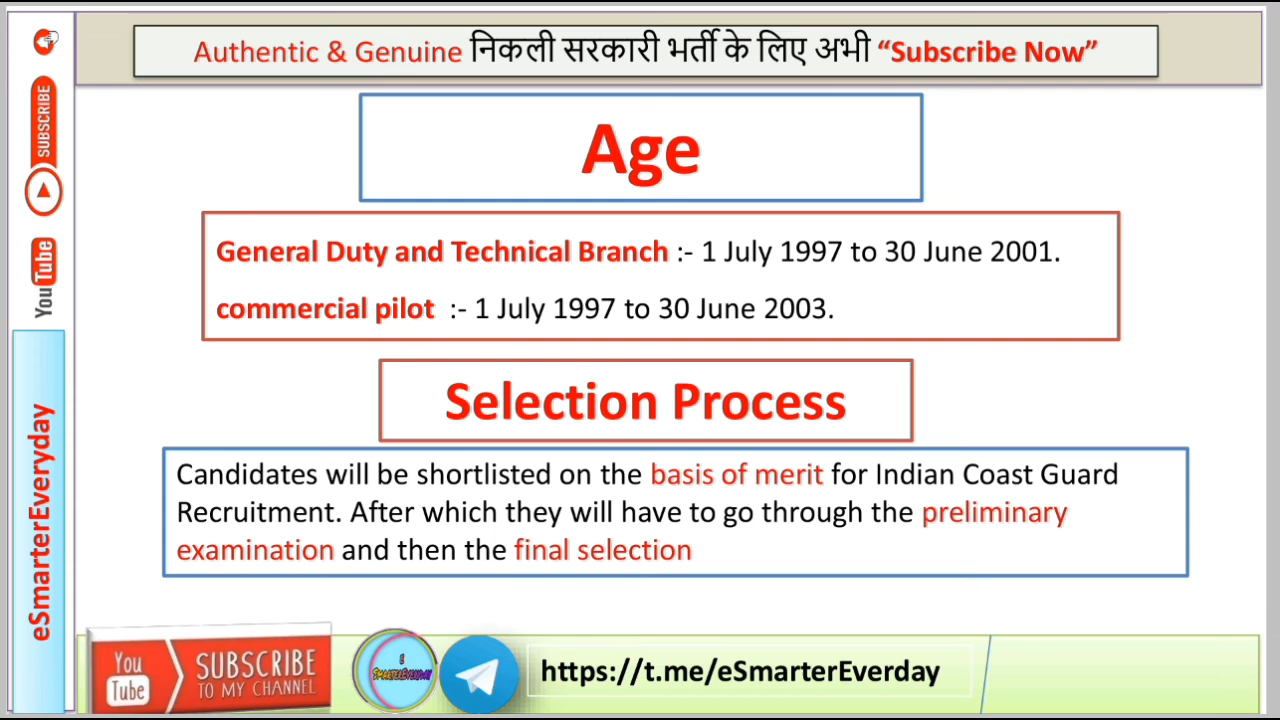 Authentic & Genuine निकली सरकारी भर्ती के लिए अभी “Subscribe Now”
Age
General Duty and Technical Branch :- 1 July 1997 to 30 June 2001.
commercial pilot :- 1 July 1997 to 30 June 2003.
Selection Process
Candidates will be shortlisted on the basis of merit for Indian Coast Guard
Recruitment. After which they will have to go through the preliminary
examination and then the final selection
YouTube
SUBSCRIBE
eSmarterEveryday
You
Tube
SUBSCRIBE
TO MY CHANNEL
E
SMARTEREVERYDAY
https://t.me/eSmarterEverday